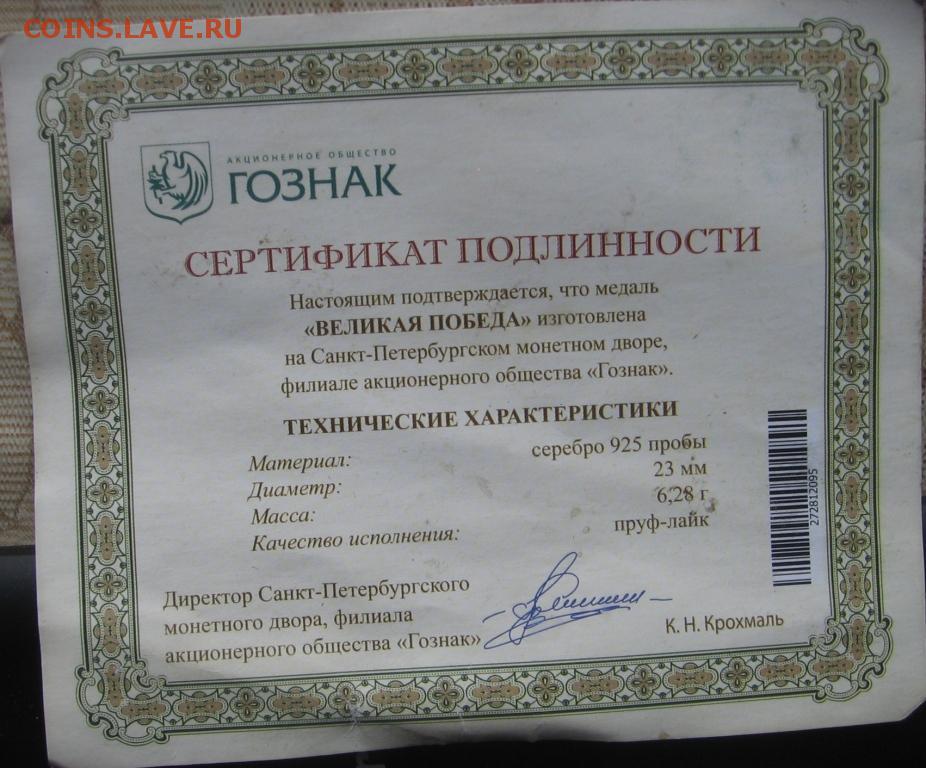 COINS.LAVE.RU
АКЦИОНЕРНОЕ ОБЩЕСТВО
ГОЗНАК
СЕРТИФИКАТ ПОДЛИННОСТИ
Настоящим подтверждается, что медаль
«ВЕЛИКАЯ ПОБЕДА» изготовлена
на Санкт-Петербургском монетном дворе,
филиале акционерного общества «Гознак».
ТЕХНИЧЕСКИЕ ХАРАКТЕРИСТИКИ
Материал: серебро 925 пробы
Диаметр: 23 мм
Масса: 6,28 г
Качество исполнения: пруф-лайк
272812095
Директор Санкт-Петербургского
монетного двора, филиала
акционерного общества «Гознак»
К. Н. Крохмаль